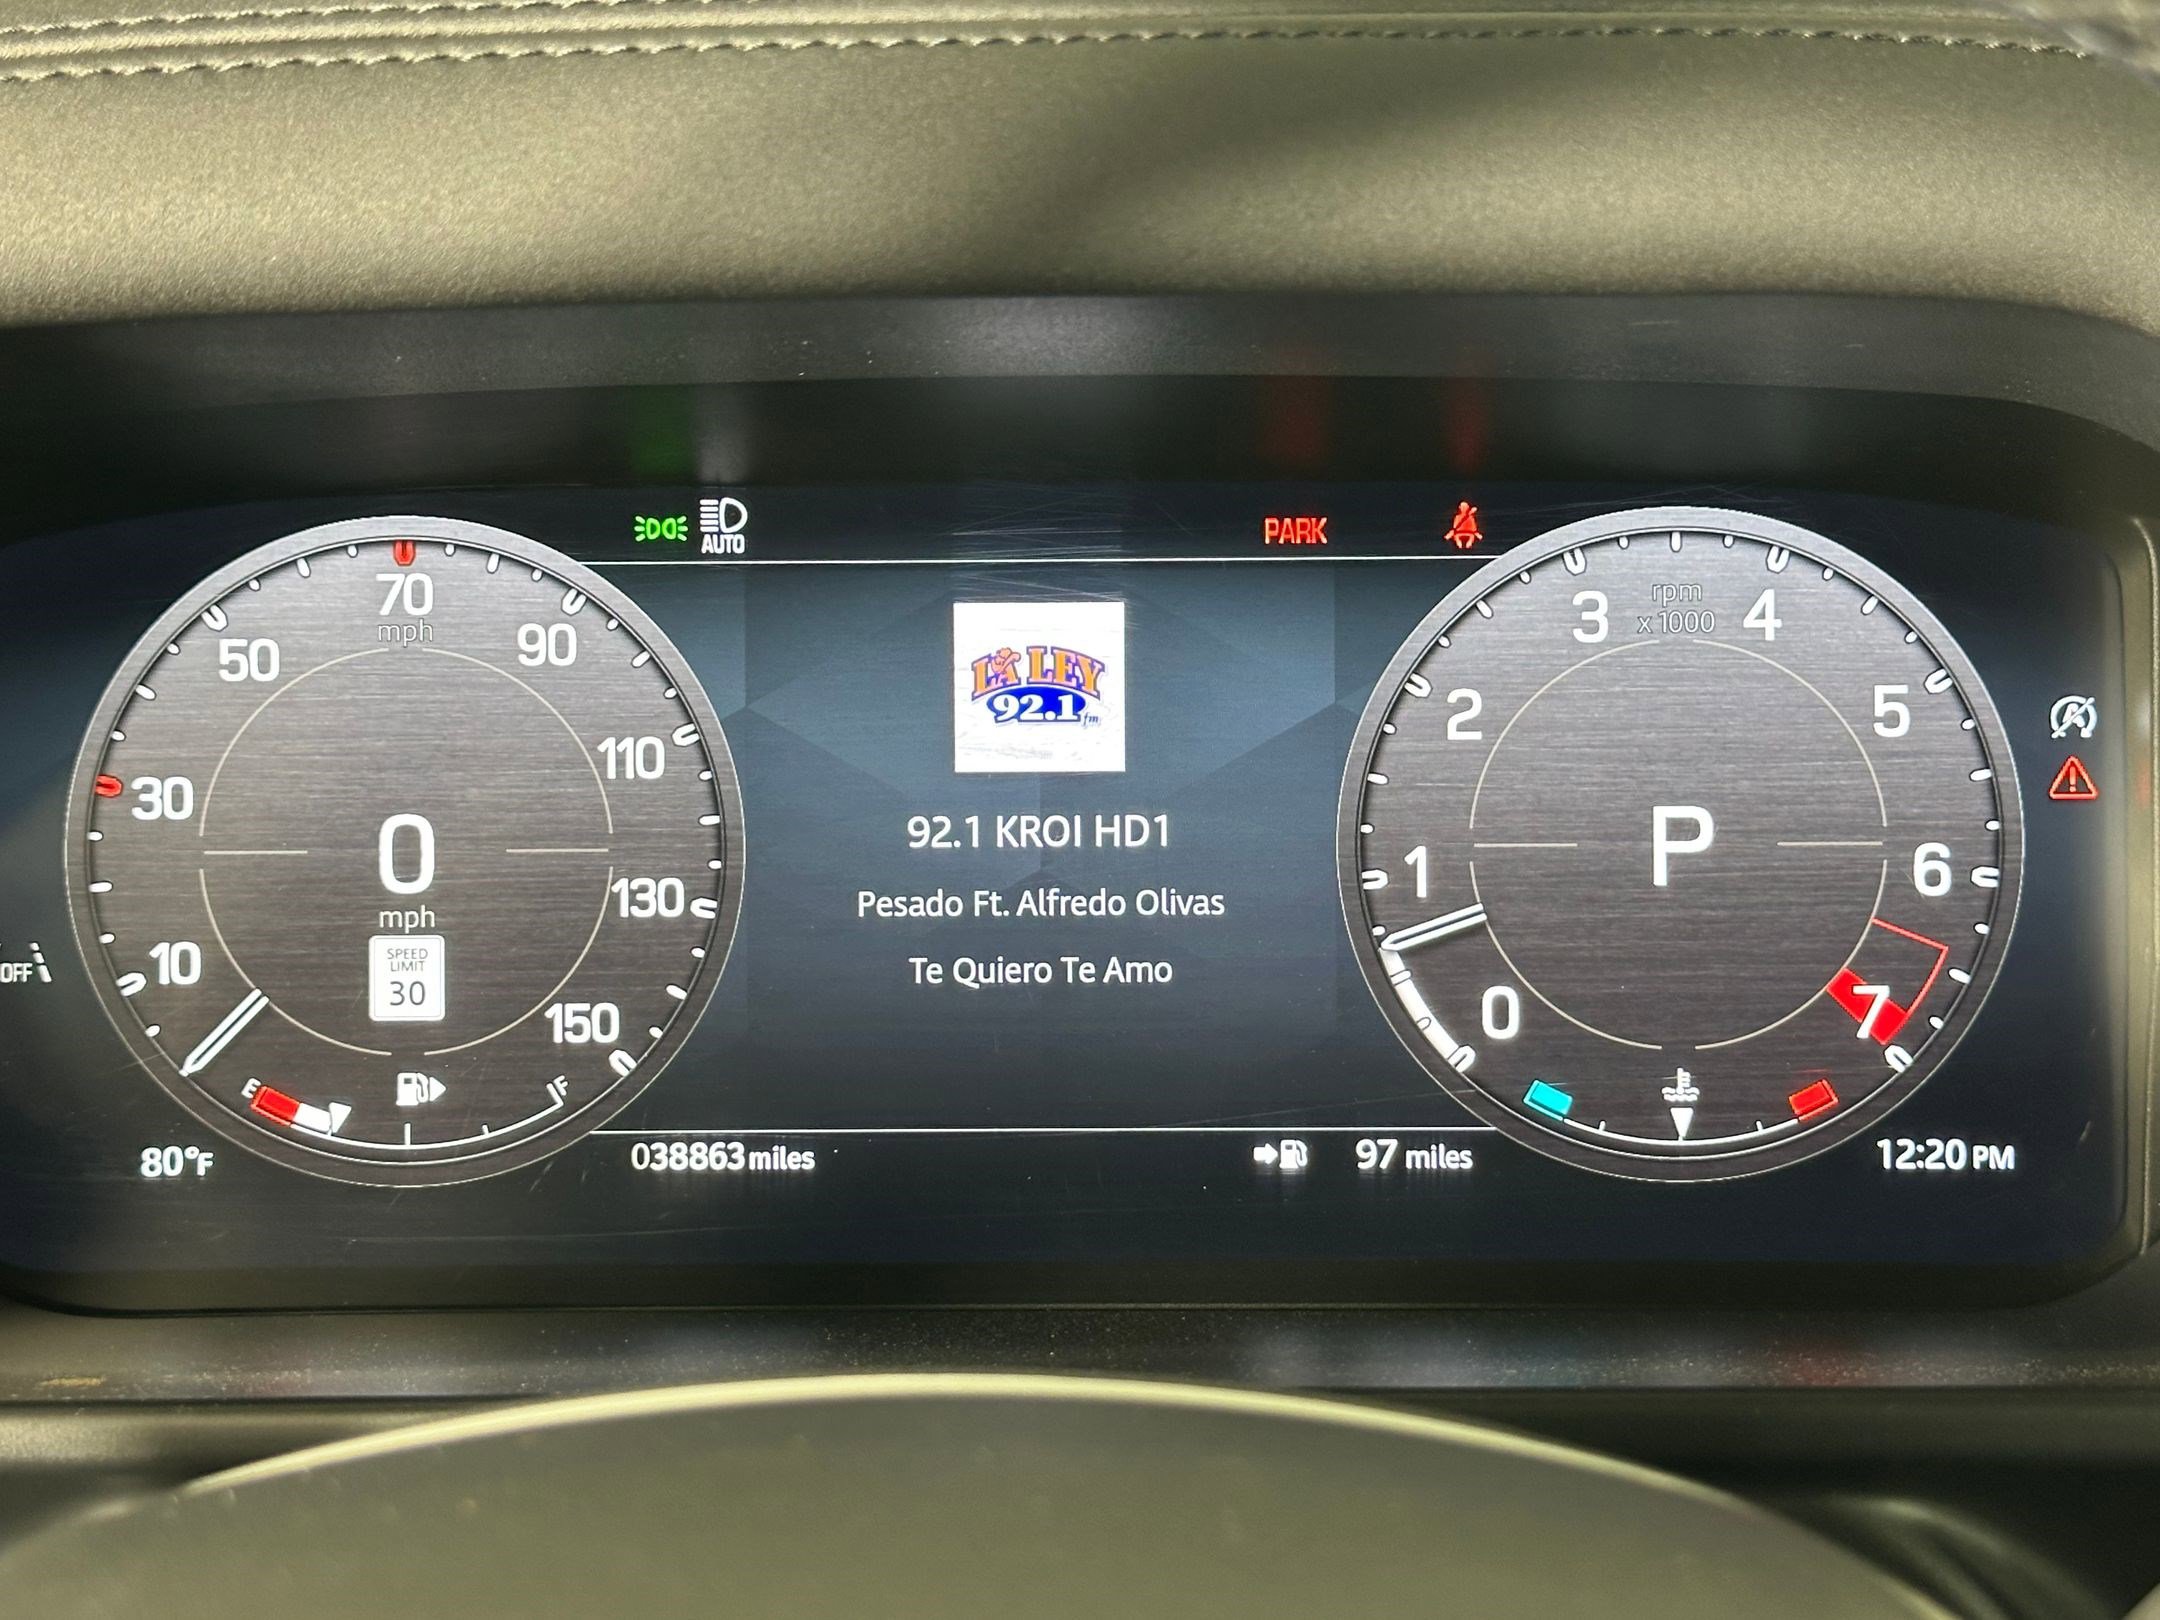 AUTO
PARK
70
mph
50
90
30
110
0
mph
130
10
SPEED
LIMIT
30
150
E
F
OFF
80°F
038863 miles
LA LEY
92.1 fm
92.1 KROI HD1
Pesado Ft. Alfredo Olivas
Te Quiero Te Amo
97 miles
3
rpm
x 1000
4
2
5
P
1
6
0
7
A
12:20 PM